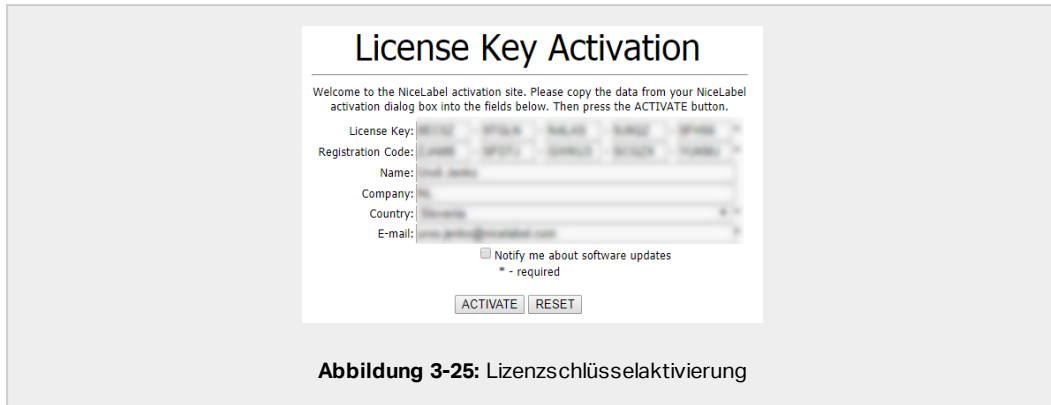 License Key Activation
Welcome to the NiceLabel activation site. Please copy the data from your NiceLabel
activation dialog box into the fields below. Then press the ACTIVATE button.
License Key: - - - - *
Registration Code: - - - - *
Name:
Company:
Country: *
E-mail: *
Notify me about software updates
* - required
ACTIVATE RESET
Abbildung 3-25: Lizenzschlüsselaktivierung